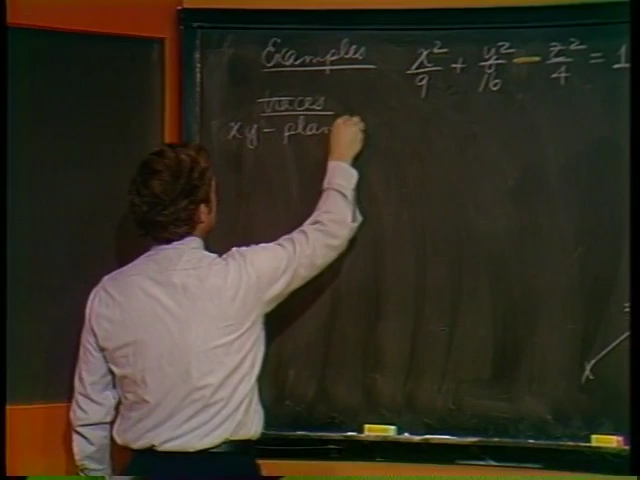 Examples x²/9 + y²/16 - z²/4 = 1
traces
xy - plan
x